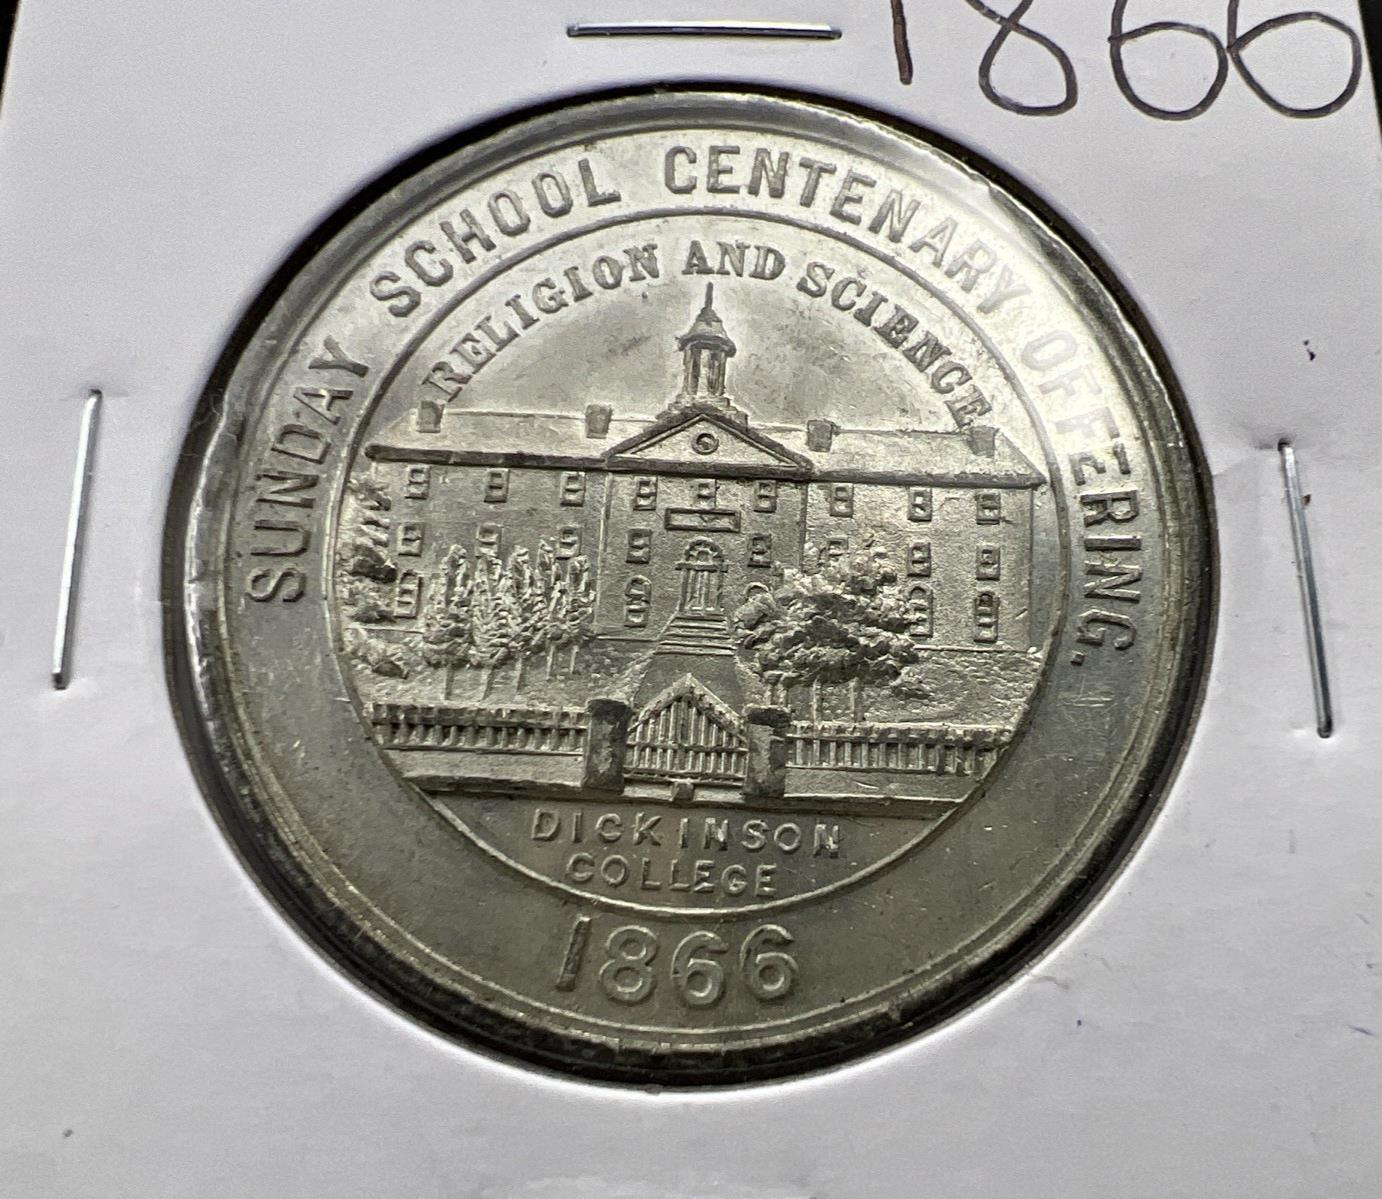 1866
SUNDAY SCHOOL CENTENARY OFFERING.
RELIGION AND SCIENCE
DICKINSON
COLLEGE
1866